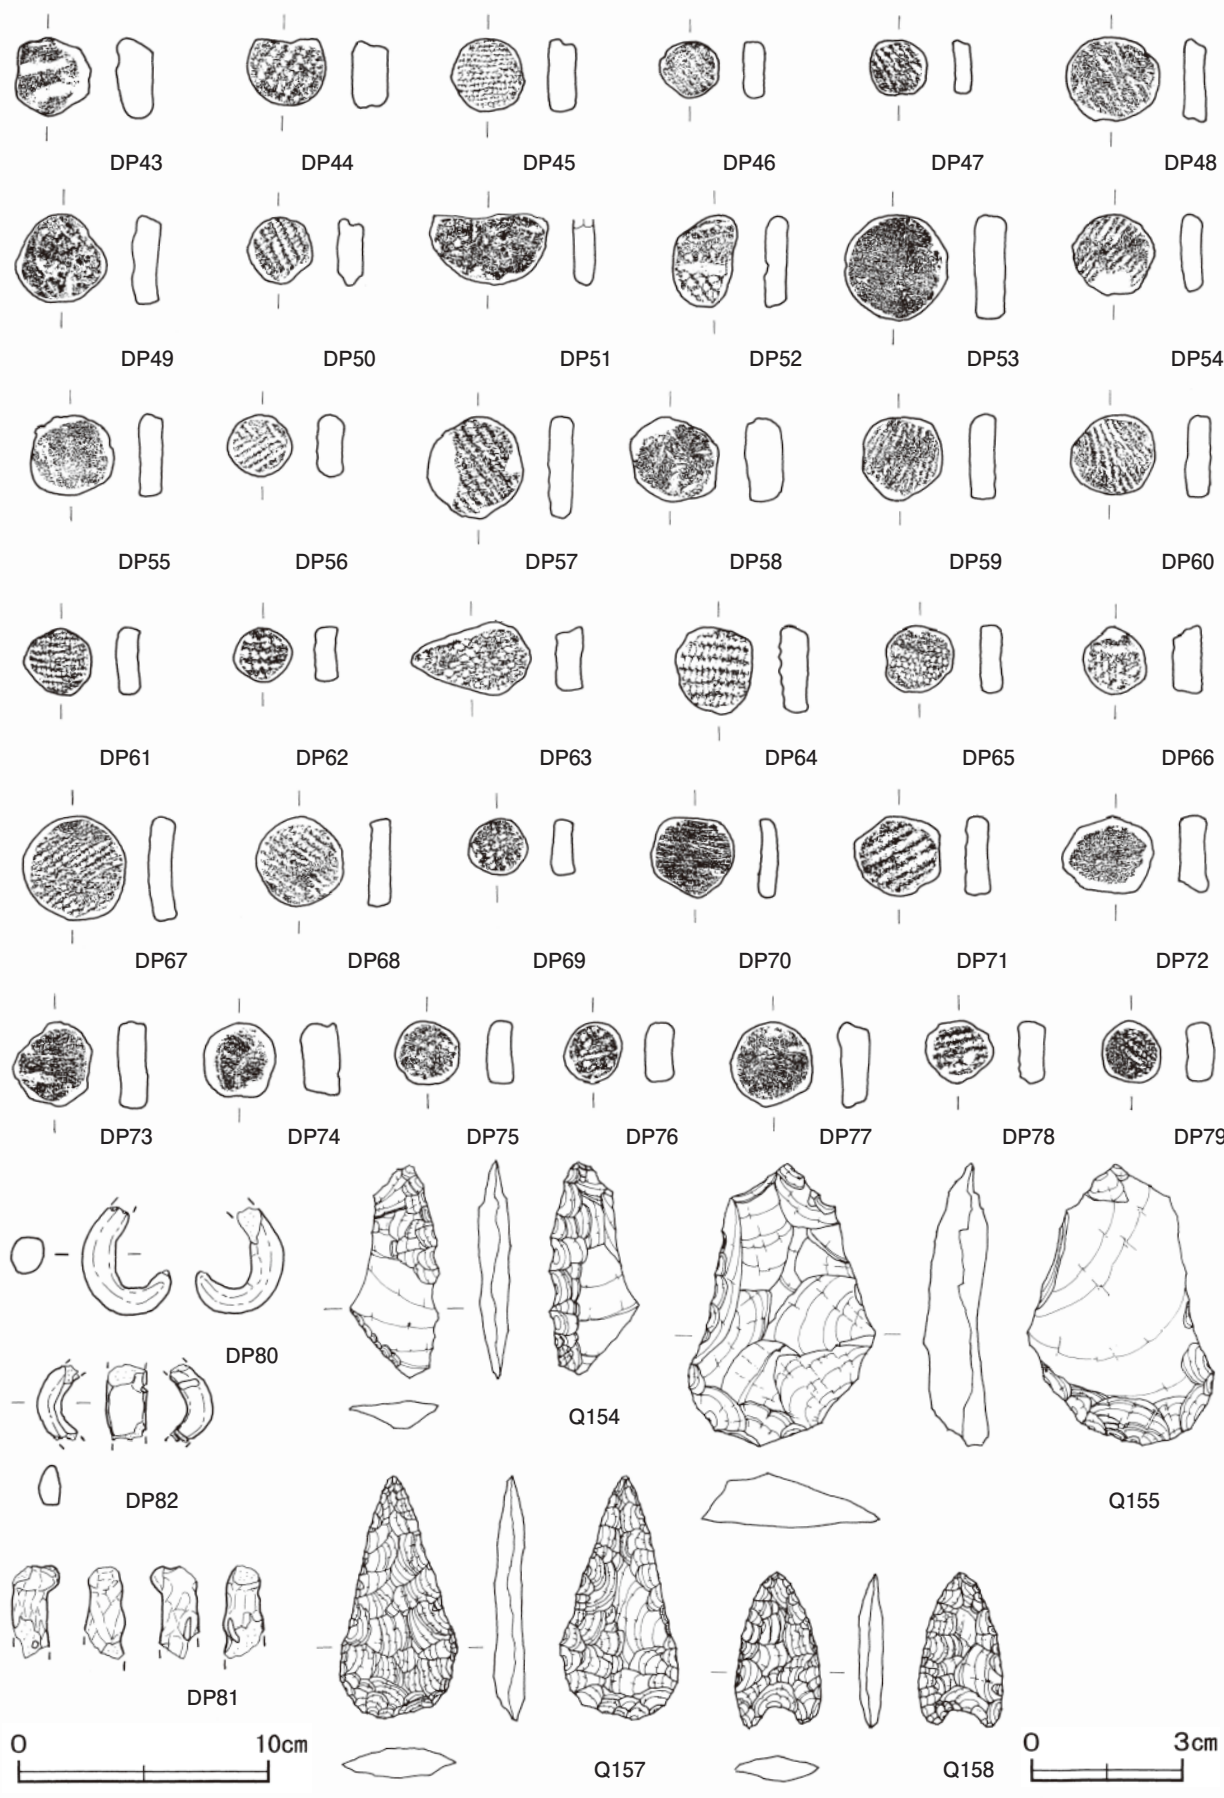 DP43 DP44 DP45 DP46 DP47 DP48
DP49 DP50 DP51 DP52 DP53 DP54
DP55 DP56 DP57 DP58 DP59 DP60
DP61 DP62 DP63 DP64 DP65 DP66
DP67 DP68 DP69 DP70 DP71 DP72
DP73 DP74 DP75 DP76 DP77 DP78 DP79
DP80
Q154
DP82
Q155
DP81
0 10cm
Q157
Q158
0 3cm